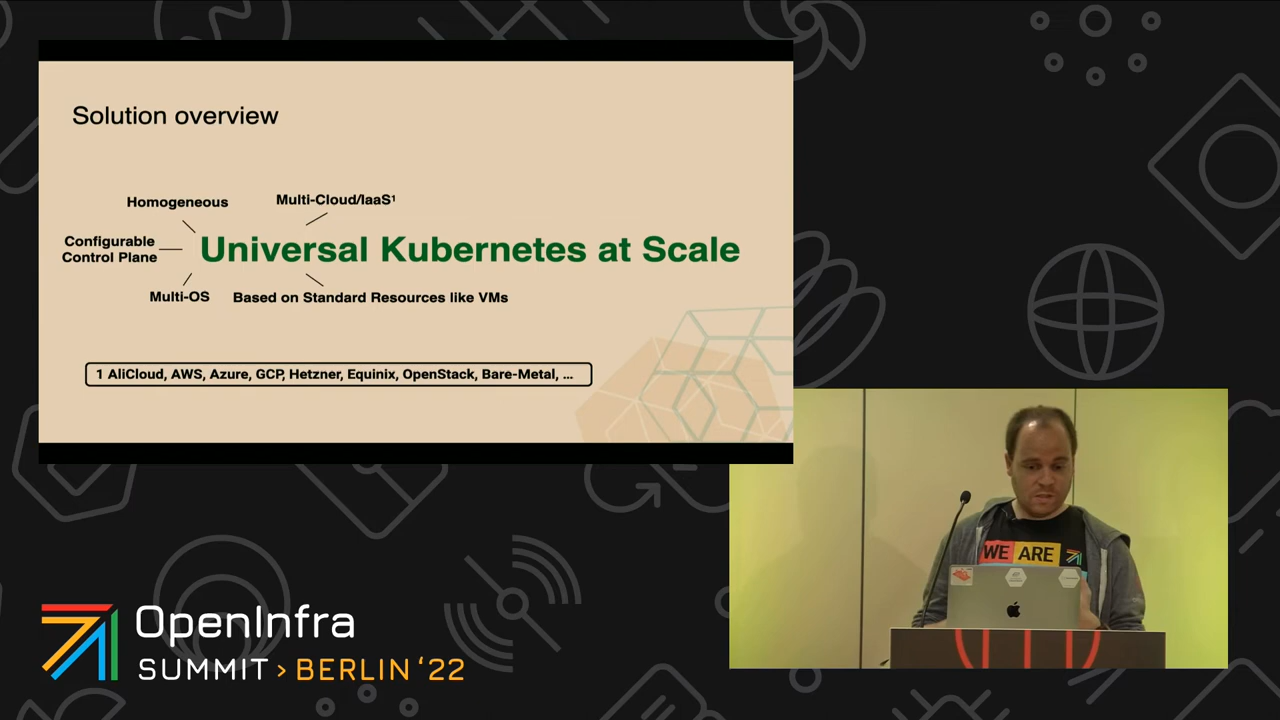 Solution overview
Homogeneous
Multi-Cloud/IaaS¹
Configurable
Control Plane
Universal Kubernetes at Scale
Multi-OS
Based on Standard Resources like VMs
1 AliCloud, AWS, Azure, GCP, Hetzner, Equinix, OpenStack, Bare-Metal, ...
WE ARE
OpenInfra
SUMMIT > BERLIN '22